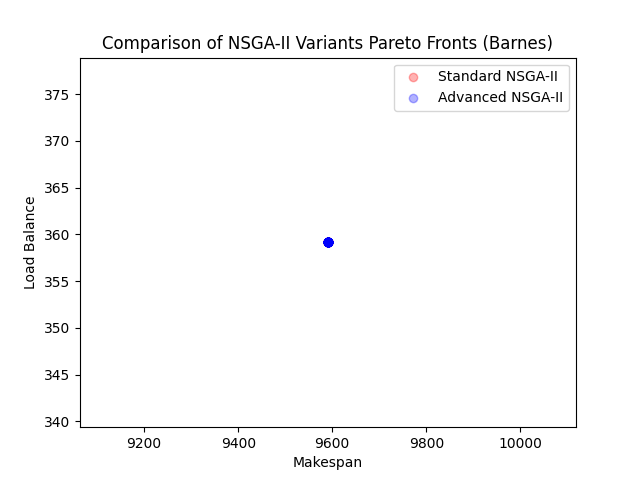 Comparison of NSGA-II Variants Pareto Fronts (Barnes)
Standard NSGA-II
Advanced NSGA-II
375
370
365
360
355
350
345
340
Load Balance
9200 9400 9600 9800 10000
Makespan